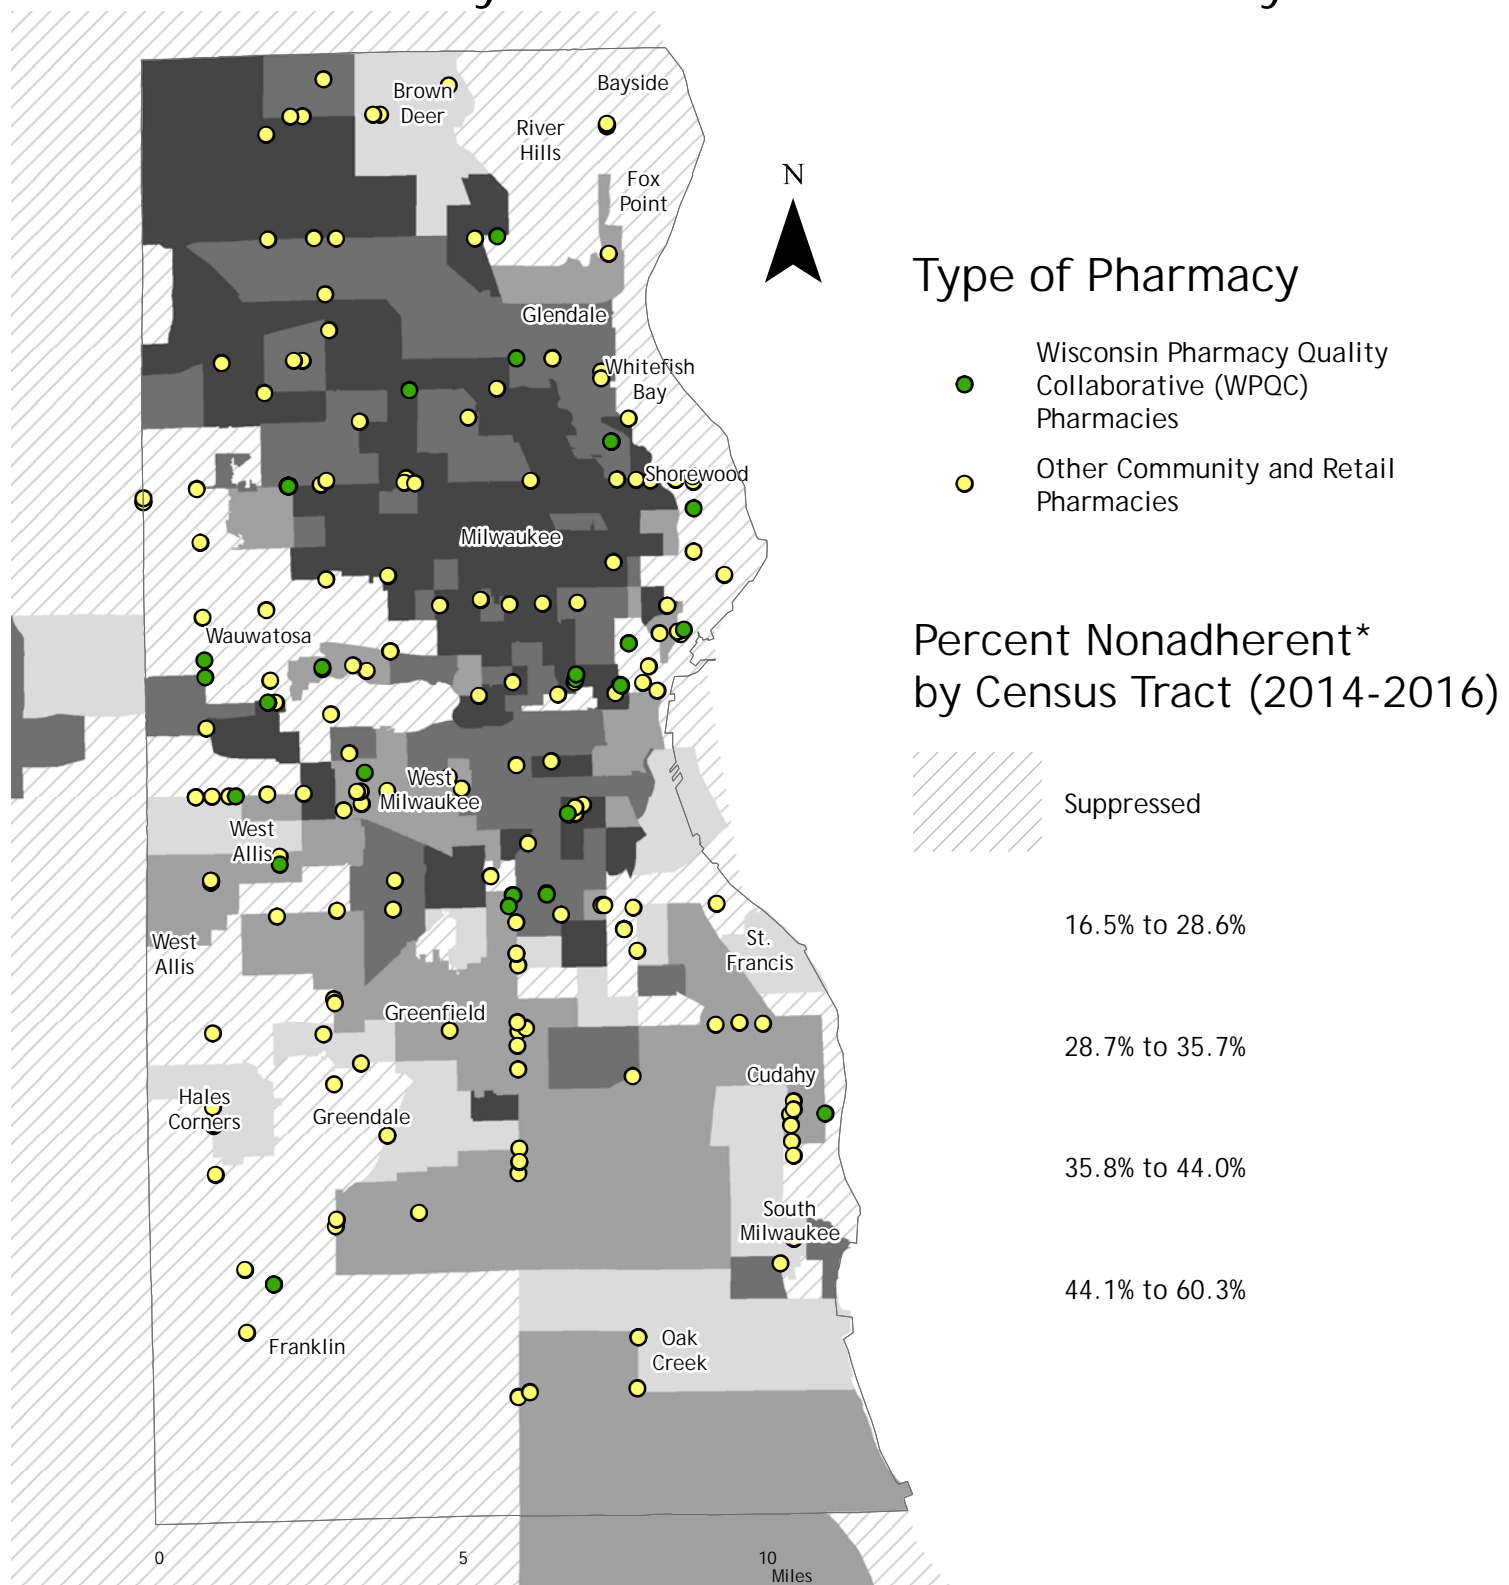 Brown
Deer
Bayside
River
Hills
Fox
Point
Glendale
Whitefish
Bay
Shorewood
Milwaukee
Wauwatosa
West
Milwaukee
West
Allis
West
Allis
St.
Francis
Greenfield
Cudahy
Hales
Corners
Greendale
South
Milwaukee
Franklin
Oak
Creek
0 5 10
Miles
N
Type of Pharmacy
Wisconsin Pharmacy Quality
Collaborative (WPQC)
Pharmacies
Other Community and Retail
Pharmacies
Percent Nonadherent*
by Census Tract (2014-2016)
Suppressed
16.5% to 28.6%
28.7% to 35.7%
35.8% to 44.0%
44.1% to 60.3%